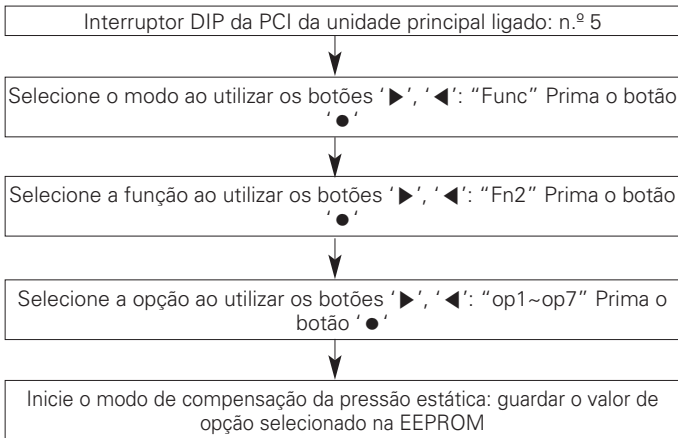 Interruptor DIP da PCI da unidade principal ligado: n.º 5
Selecione o modo ao utilizar os botões ‘▶’, ‘◀’: “Func” Prima o botão
‘ ● ‘
Selecione a função ao utilizar os botões ‘▶’, ‘◀’: “Fn2” Prima o botão
‘ ● ‘
Selecione a opção ao utilizar os botões ‘▶’, ‘◀’: “op1~op7” Prima o
botão ‘ ● ‘
Inicie o modo de compensação da pressão estática: guardar o valor de
opção selecionado na EEPROM